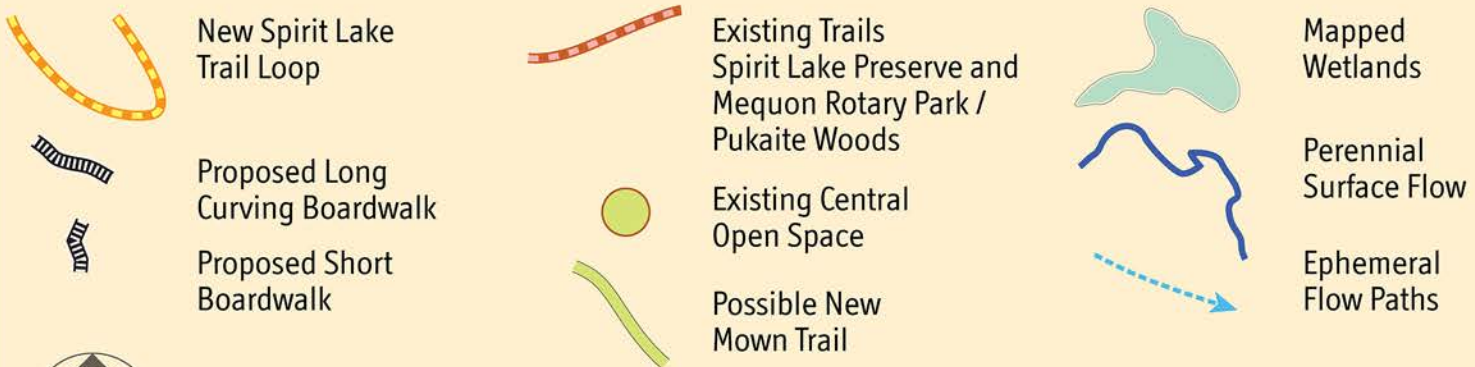 New Spirit Lake
Trail Loop
Proposed Long
Curving Boardwalk
Proposed Short
Boardwalk
Existing Trails
Spirit Lake Preserve and
Mequon Rotary Park /
Pukaite Woods
Existing Central
Open Space
Possible New
Mown Trail
Mapped
Wetlands
Perennial
Surface Flow
Ephemeral
Flow Paths